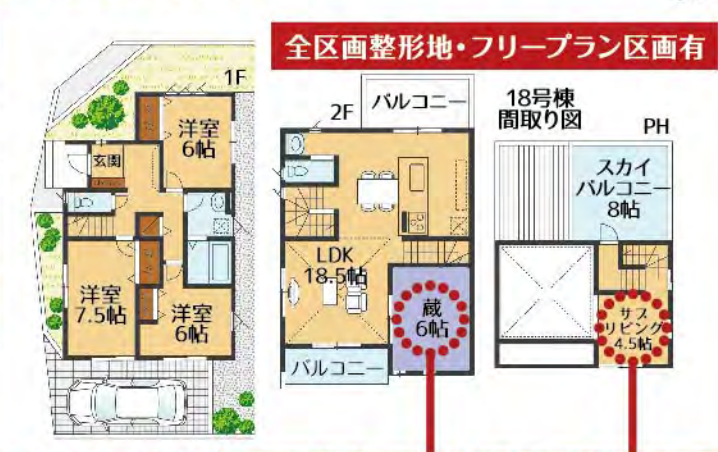 全区画整形地・フリープラン区画有
1F
洋室
6帖
玄関
洋室
7.5帖
洋室
6帖
2F
バルコニー
LDK
18.5帖
蔵
6帖
バルコニー
18号棟
間取り図
PH
スカイ
バルコニー
8帖
サブ
リビング
4.5帖